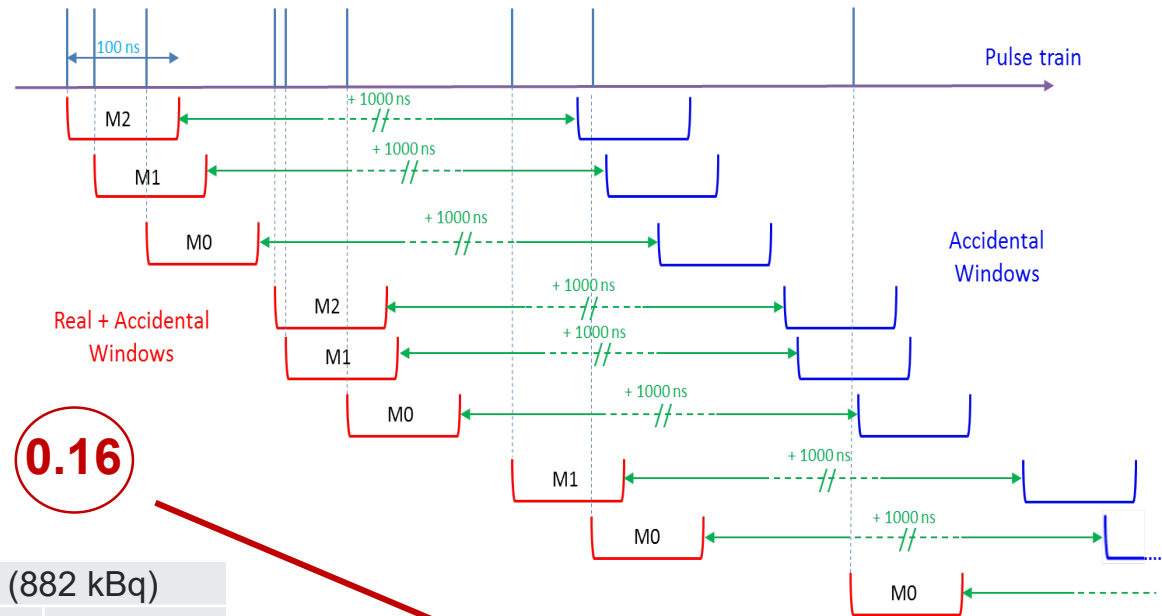 100 ns
Pulse train
M2
+ 1000 ns
M1
+ 1000 ns
M0
+ 1000 ns
Accidental
Windows
M2
+ 1000 ns
Real + Accidental
Windows
M1
+ 1000 ns
M0
+ 1000 ns
0.16
M1
+ 1000 ns
M0
+ 1000 ns
(882 kBq)
M0